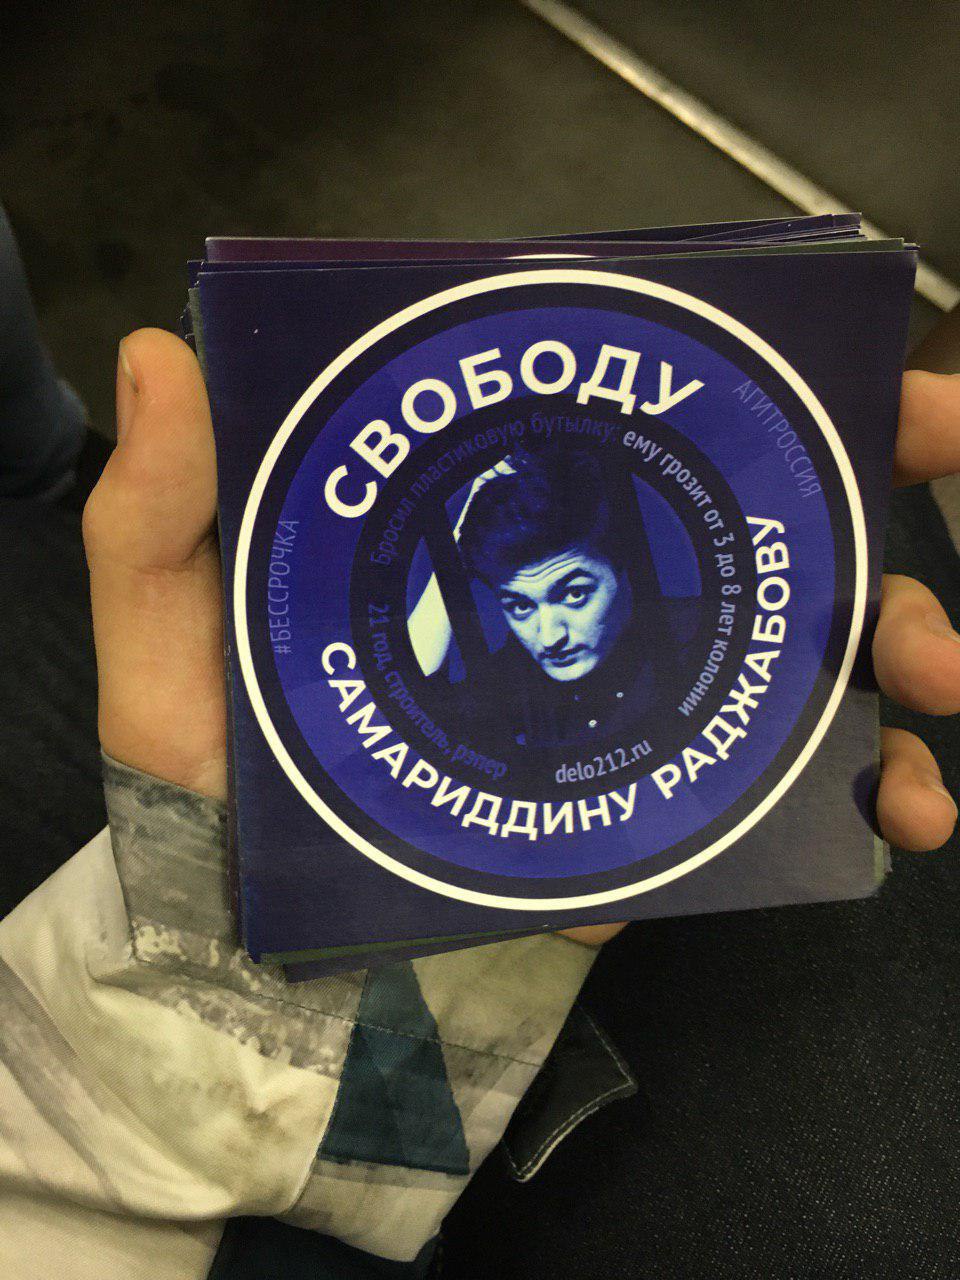 СВОБОДУ
САМАРИДДИНУ РАДЖАБОВУ
21 год, строитель, рэпер
Бросил пластиковую бутылку: ему грозит от 3 до 8 лет колонии
delo212.ru
#БЕССРОЧКА
АГИТРОССИЯ